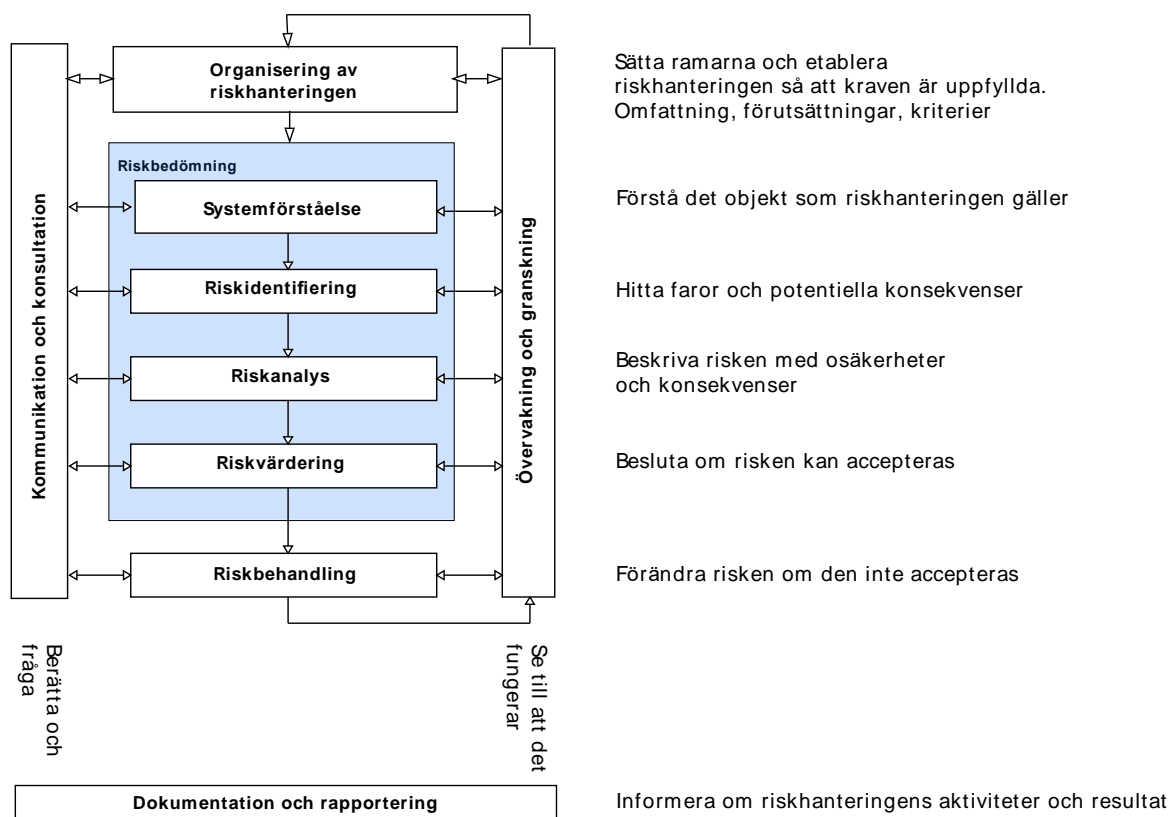 Organisering av
riskhanteringen
Sätta ramarna och etablera
riskhanteringen så att kraven är uppfyllda.
Omfattning, förutsättningar, kriterier
Riskbedömning
Systemförståelse
Förstå det objekt som riskhanteringen gäller
Kommunikation och konsultation
Övervakning och granskning
Riskidentifiering
Hitta faror och potentiella konsekvenser
Riskanalys
Beskriva risken med osäkerheter
och konsekvenser
Riskvärdering
Besluta om risken kan accepteras
Riskbehandling
Förändra risken om den inte accepteras
Berätta och
fråga
Se till att det
fungerar
Dokumentation och rapportering
Informera om riskhanteringens aktiviteter och resultat